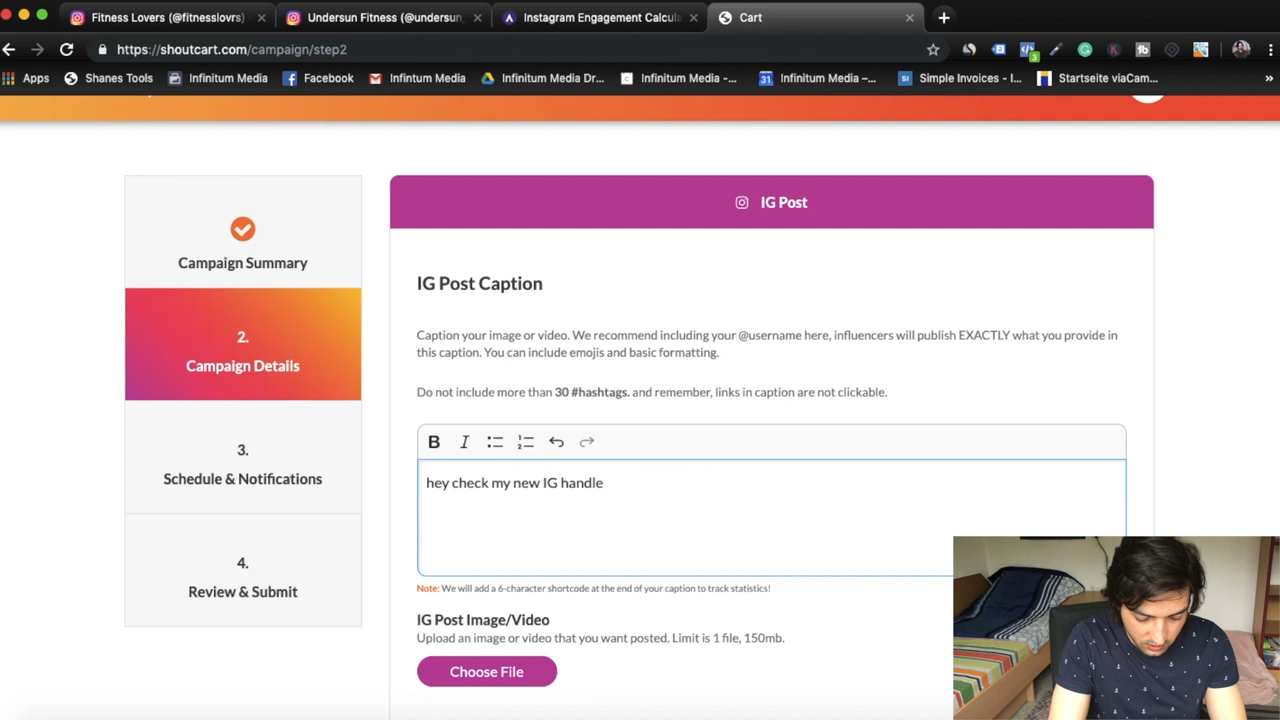 Fitness Lovers (@fitnesslovrs)
Undersun Fitness (@undersun_
Instagram Engagement Calcula
Cart
https://shoutcart.com/campaign/step2
3
Apps
Shanes Tools
Infinitum Media
Facebook
Infintum Media
Infinitum Media Dr...
Infinitum Media -...
31
Infinitum Media –...
SI
Simple Invoices - I...
Startseite viaCam...
»
Campaign Summary
2.
Campaign Details
3.
Schedule & Notifications
4.
Review & Submit
IG Post
IG Post Caption
Caption your image or video. We recommend including your @username here, influencers will publish EXACTLY what you provide in
this caption. You can include emojis and basic formatting.
Do not include more than 30 #hashtags. and remember, links in caption are not clickable.
B I
hey check my new IG handle
Note: We will add a 6-character shortcode at the end of your caption to track statistics!
IG Post Image/Video
Upload an image or video that you want posted. Limit is 1 file, 150mb.
Choose File